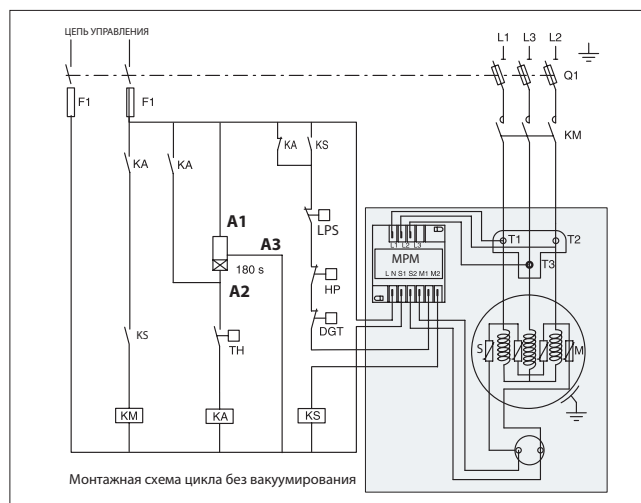 ЦЕПЬ УПРАВЛЕНИЯ
L1 L3 L2
Q1
F1 F1
KM
KA KA KA KS
A1
LPS
A3
180 s
A2
HP
DGT
KS
TH
KM KA KS
L1 L2 L3
MPM
L N S1 S2 M1 M2
T1 T2
T3
S M
Монтажная схема цикла без вакуумирования